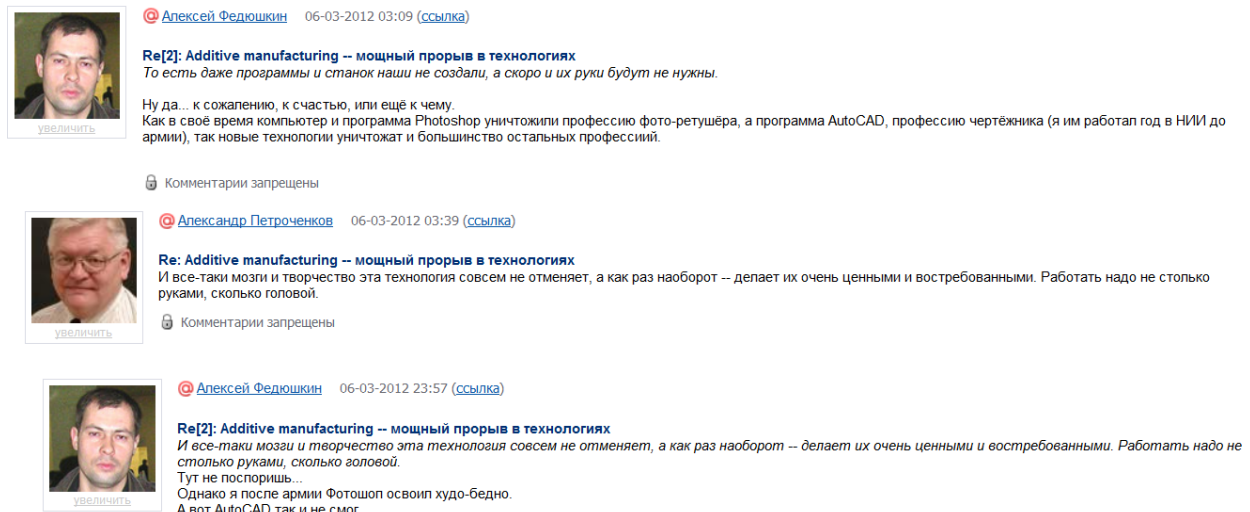 Алексей Федюшкин 06-03-2012 03:09 (ссылка)
Re[2]: Additive manufacturing -- мощный прорыв в технологиях
То есть даже программы и станок наши не создали, а скоро и их руки будут не нужны.
Ну да... к сожалению, к счастью, или ещё к чему.
Как в своё время компьютер и программа Photoshop уничтожили профессию фото-ретушёра, а программа AutoCAD, профессию чертёжника (я им работал год в НИИ до
армии), так новые технологии уничтожат и большинство остальных профессиий.
увеличить
Комментарии запрещены
Александр Петроченков 06-03-2012 03:39 (ссылка)
Re: Additive manufacturing -- мощный прорыв в технологиях
И все-таки мозги и творчество эта технология совсем не отменяет, а как раз наоборот -- делает их очень ценными и востребованными. Работать надо не столько
руками, сколько головой.
Комментарии запрещены
увеличить
Алексей Федюшкин 06-03-2012 23:57 (ссылка)
Re[2]: Additive manufacturing -- мощный прорыв в технологиях
И все-таки мозги и творчество эта технология совсем не отменяет, а как раз наоборот -- делает их очень ценными и востребованными. Работать надо не
столько руками, сколько головой.
Тут не поспоришь...
Однако я после армии Фотошоп освоил худо-бедно.
увеличить
А вот AutoCAD так и не смог